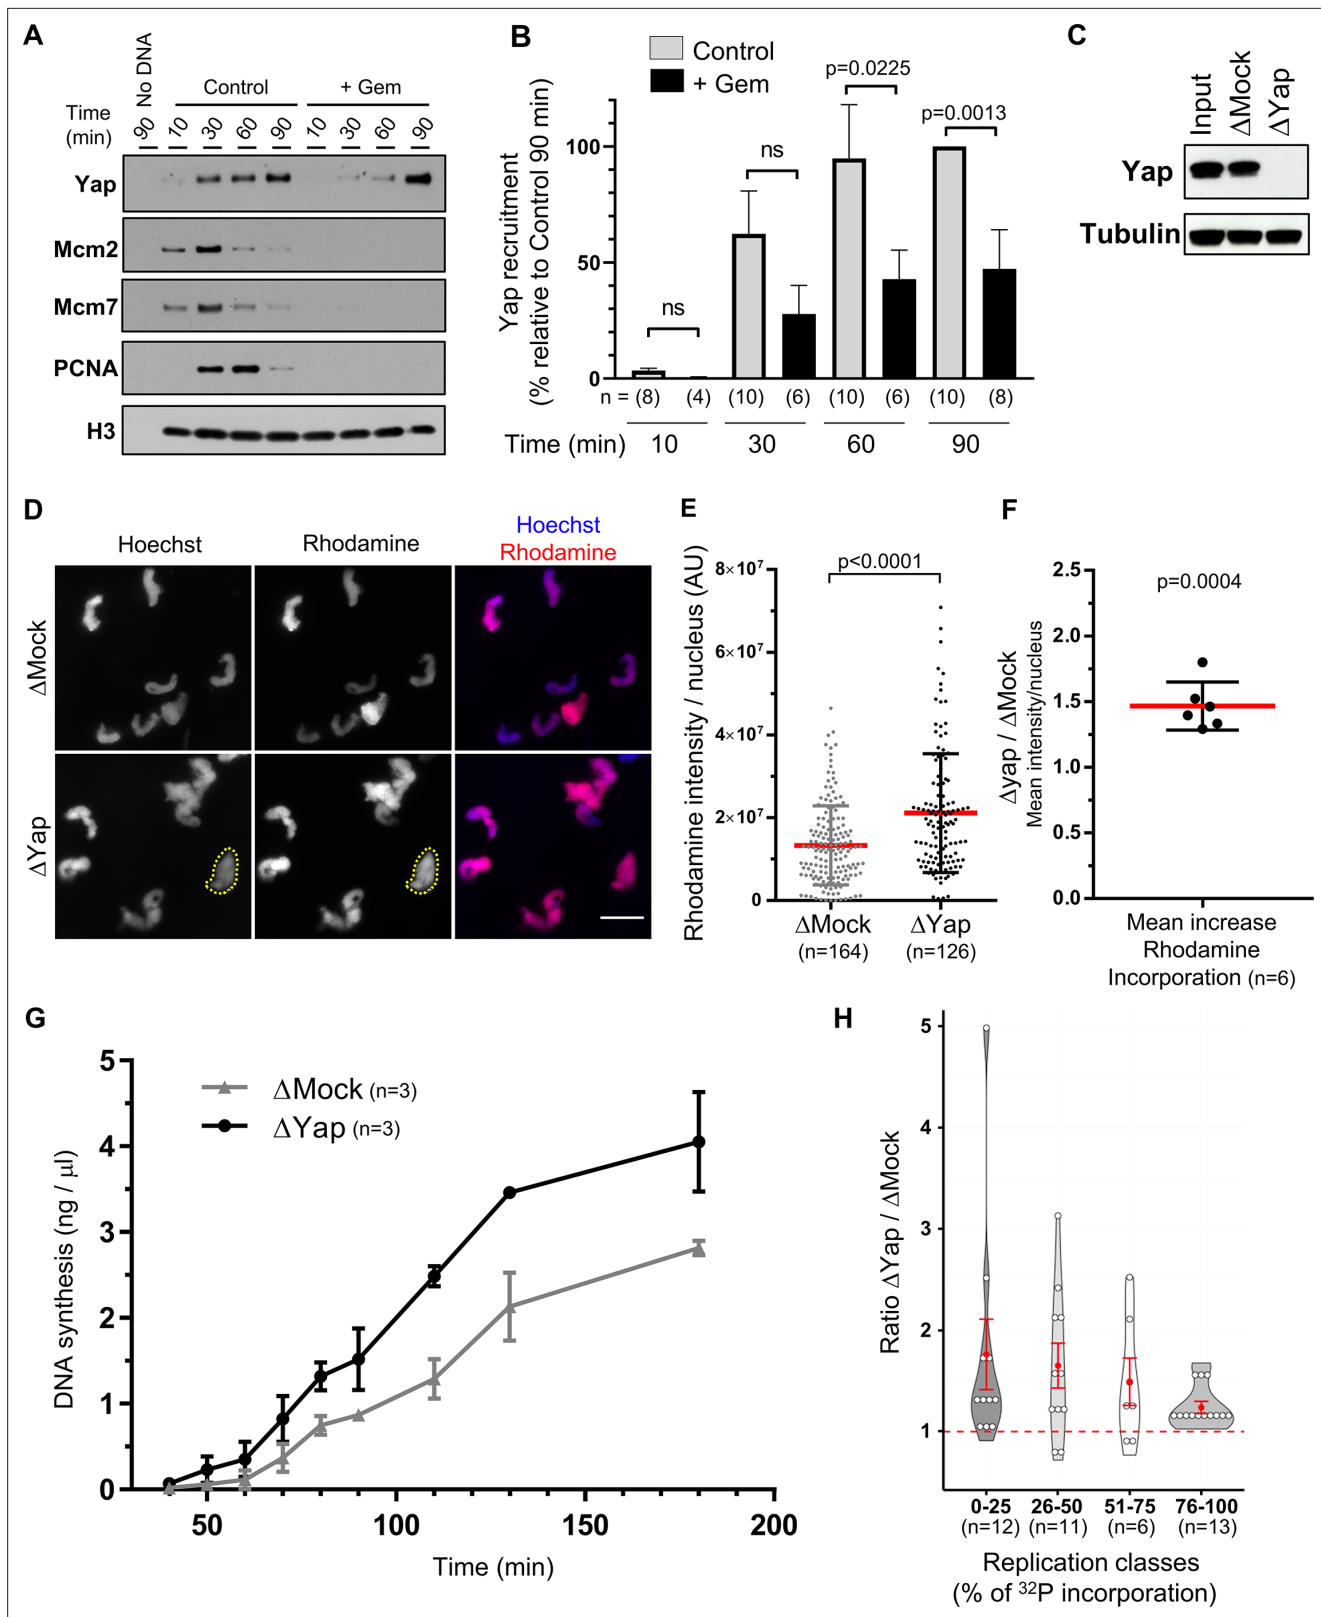 A
No DNA
Control
+ Gem
Time
(min)
90
10
30
60
90
10
30
60
90
Yap
Mcm2
Mcm7
PCNA
H3
B
Control
+ Gem
Yap recruitment
(% relative to Control 90 min)
100
50
0
ns
ns
p=0.0225
p=0.0013
n = (8) (4) (10) (6) (10) (6) (10) (8)
Time (min) 10 30 60 90
C
Input
ΔMock
ΔYap
Yap
Tubulin
D
Hoechst
Rhodamine
Hoechst
Rhodamine
ΔMock
ΔYap
E
Rhodamine intensity / nucleus (AU)
8×10⁷
6×10⁷
4×10⁷
2×10⁷
0
p<0.0001
ΔMock
(n=164)
ΔYap
(n=126)
F
Δyap / ΔMock
Mean intensity/nucleus
2.5
2.0
1.5
1.0
0.5
0.0
p=0.0004
Mean increase
Rhodamine
Incorporation (n=6)
G
DNA synthesis (ng / μl)
5
4
3
2
1
0
ΔMock (n=3)
ΔYap (n=3)
50 100 150 200
Time (min)
H
Ratio ΔYap / ΔMock
5
4
3
2
1
0-25 26-50 51-75 76-100
(n=12) (n=11) (n=6) (n=13)
Replication classes
(% of ³²P incorporation)